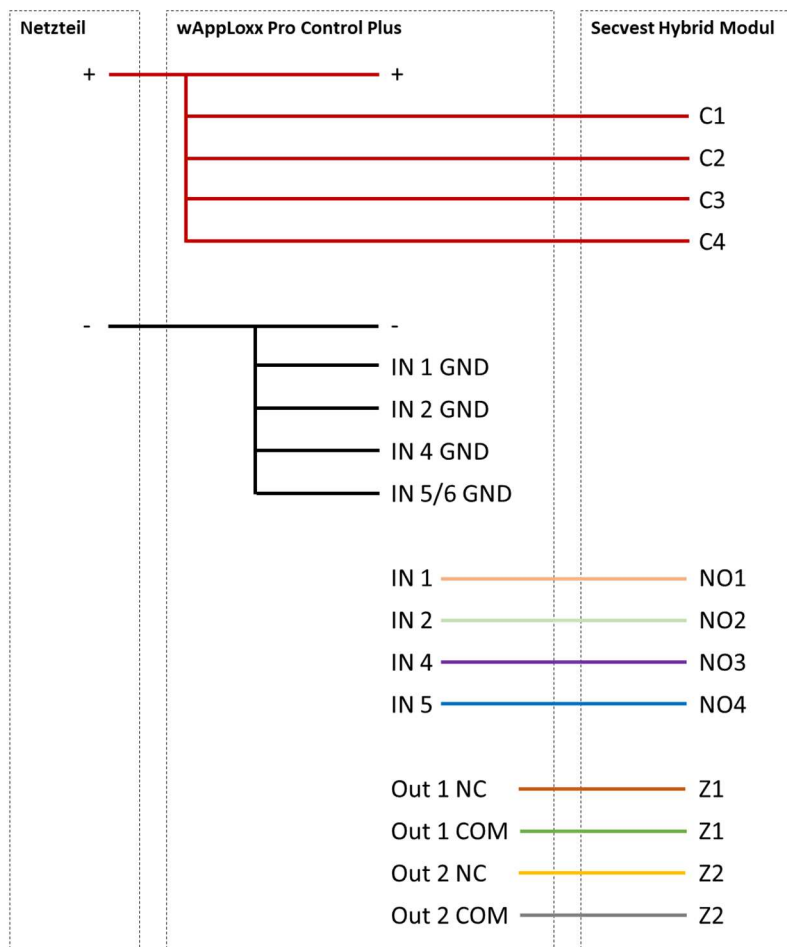 Netzteil wAppLoxx Pro Control Plus Secvest Hybrid Modul
+ +
C1
C2
C3
C4
- -
IN 1 GND
IN 2 GND
IN 4 GND
IN 5/6 GND
IN 1 NO1
IN 2 NO2
IN 4 NO3
IN 5 NO4
Out 1 NC Z1
Out 1 COM Z1
Out 2 NC Z2
Out 2 COM Z2